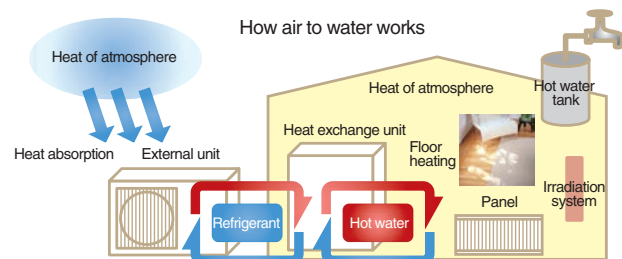 How air to water works
Heat of atmosphere
Heat of atmosphere
Hot water
tank
Heat absorption
External unit
Heat exchange unit
Floor
heating
Panel
Irradiation
system
Refrigerant
Hot water